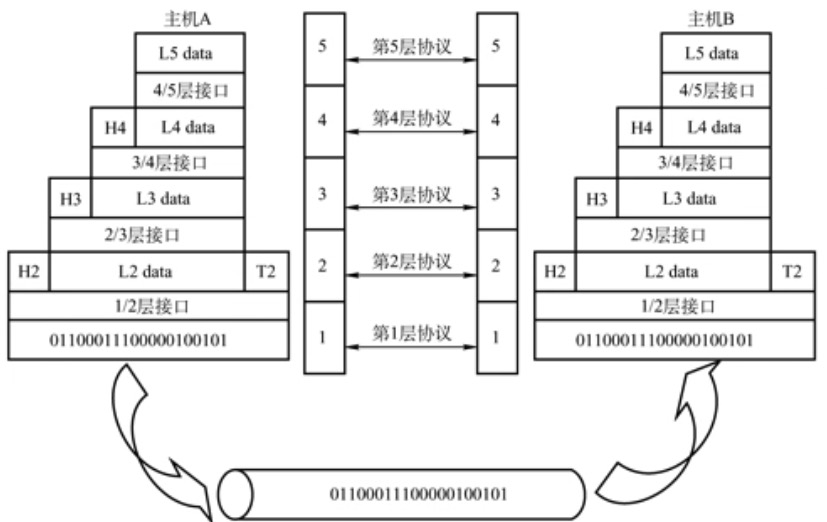 主机A
L5 data
4/5层接口
H4 L4 data
3/4层接口
H3 L3 data
2/3层接口
H2 L2 data T2
1/2层接口
01100011100000100101
5 第5层协议 5
4 第4层协议 4
3 第3层协议 3
2 第2层协议 2
1 第1层协议 1
主机B
L5 data
4/5层接口
H4 L4 data
3/4层接口
H3 L3 data
2/3层接口
H2 L2 data T2
1/2层接口
01100011100000100101
01100011100000100101